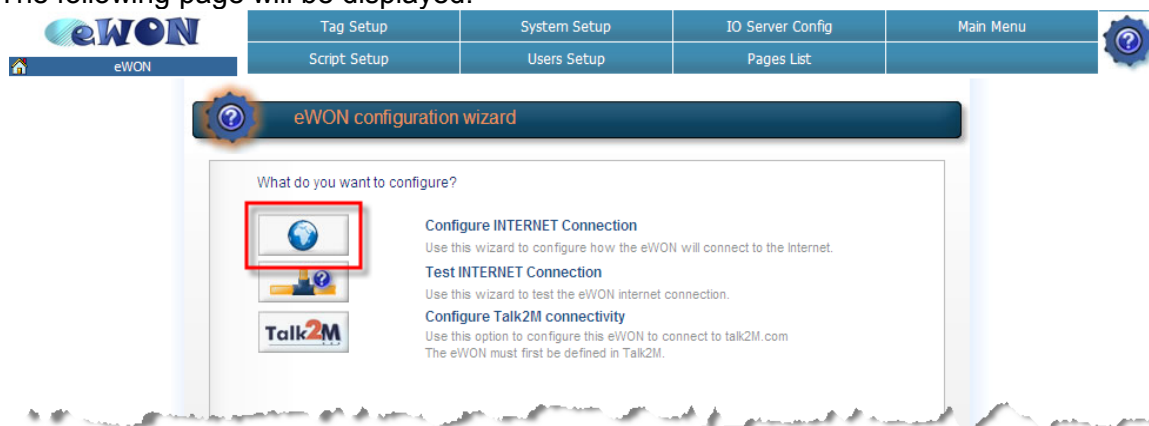 The following page will be displayed.
eWON
Tag Setup
System Setup
IO Server Config
Main Menu
eWON
Script Setup
Users Setup
Pages List
eWON configuration wizard
What do you want to configure?
Configure INTERNET Connection
Use this wizard to configure how the eWON will connect to the Internet.
Test INTERNET Connection
Use this wizard to test the eWON internet connection.
Talk2M
Configure Talk2M connectivity
Use this option to configure this eWON to connect to talk2M.com
The eWON must first be defined in Talk2M.